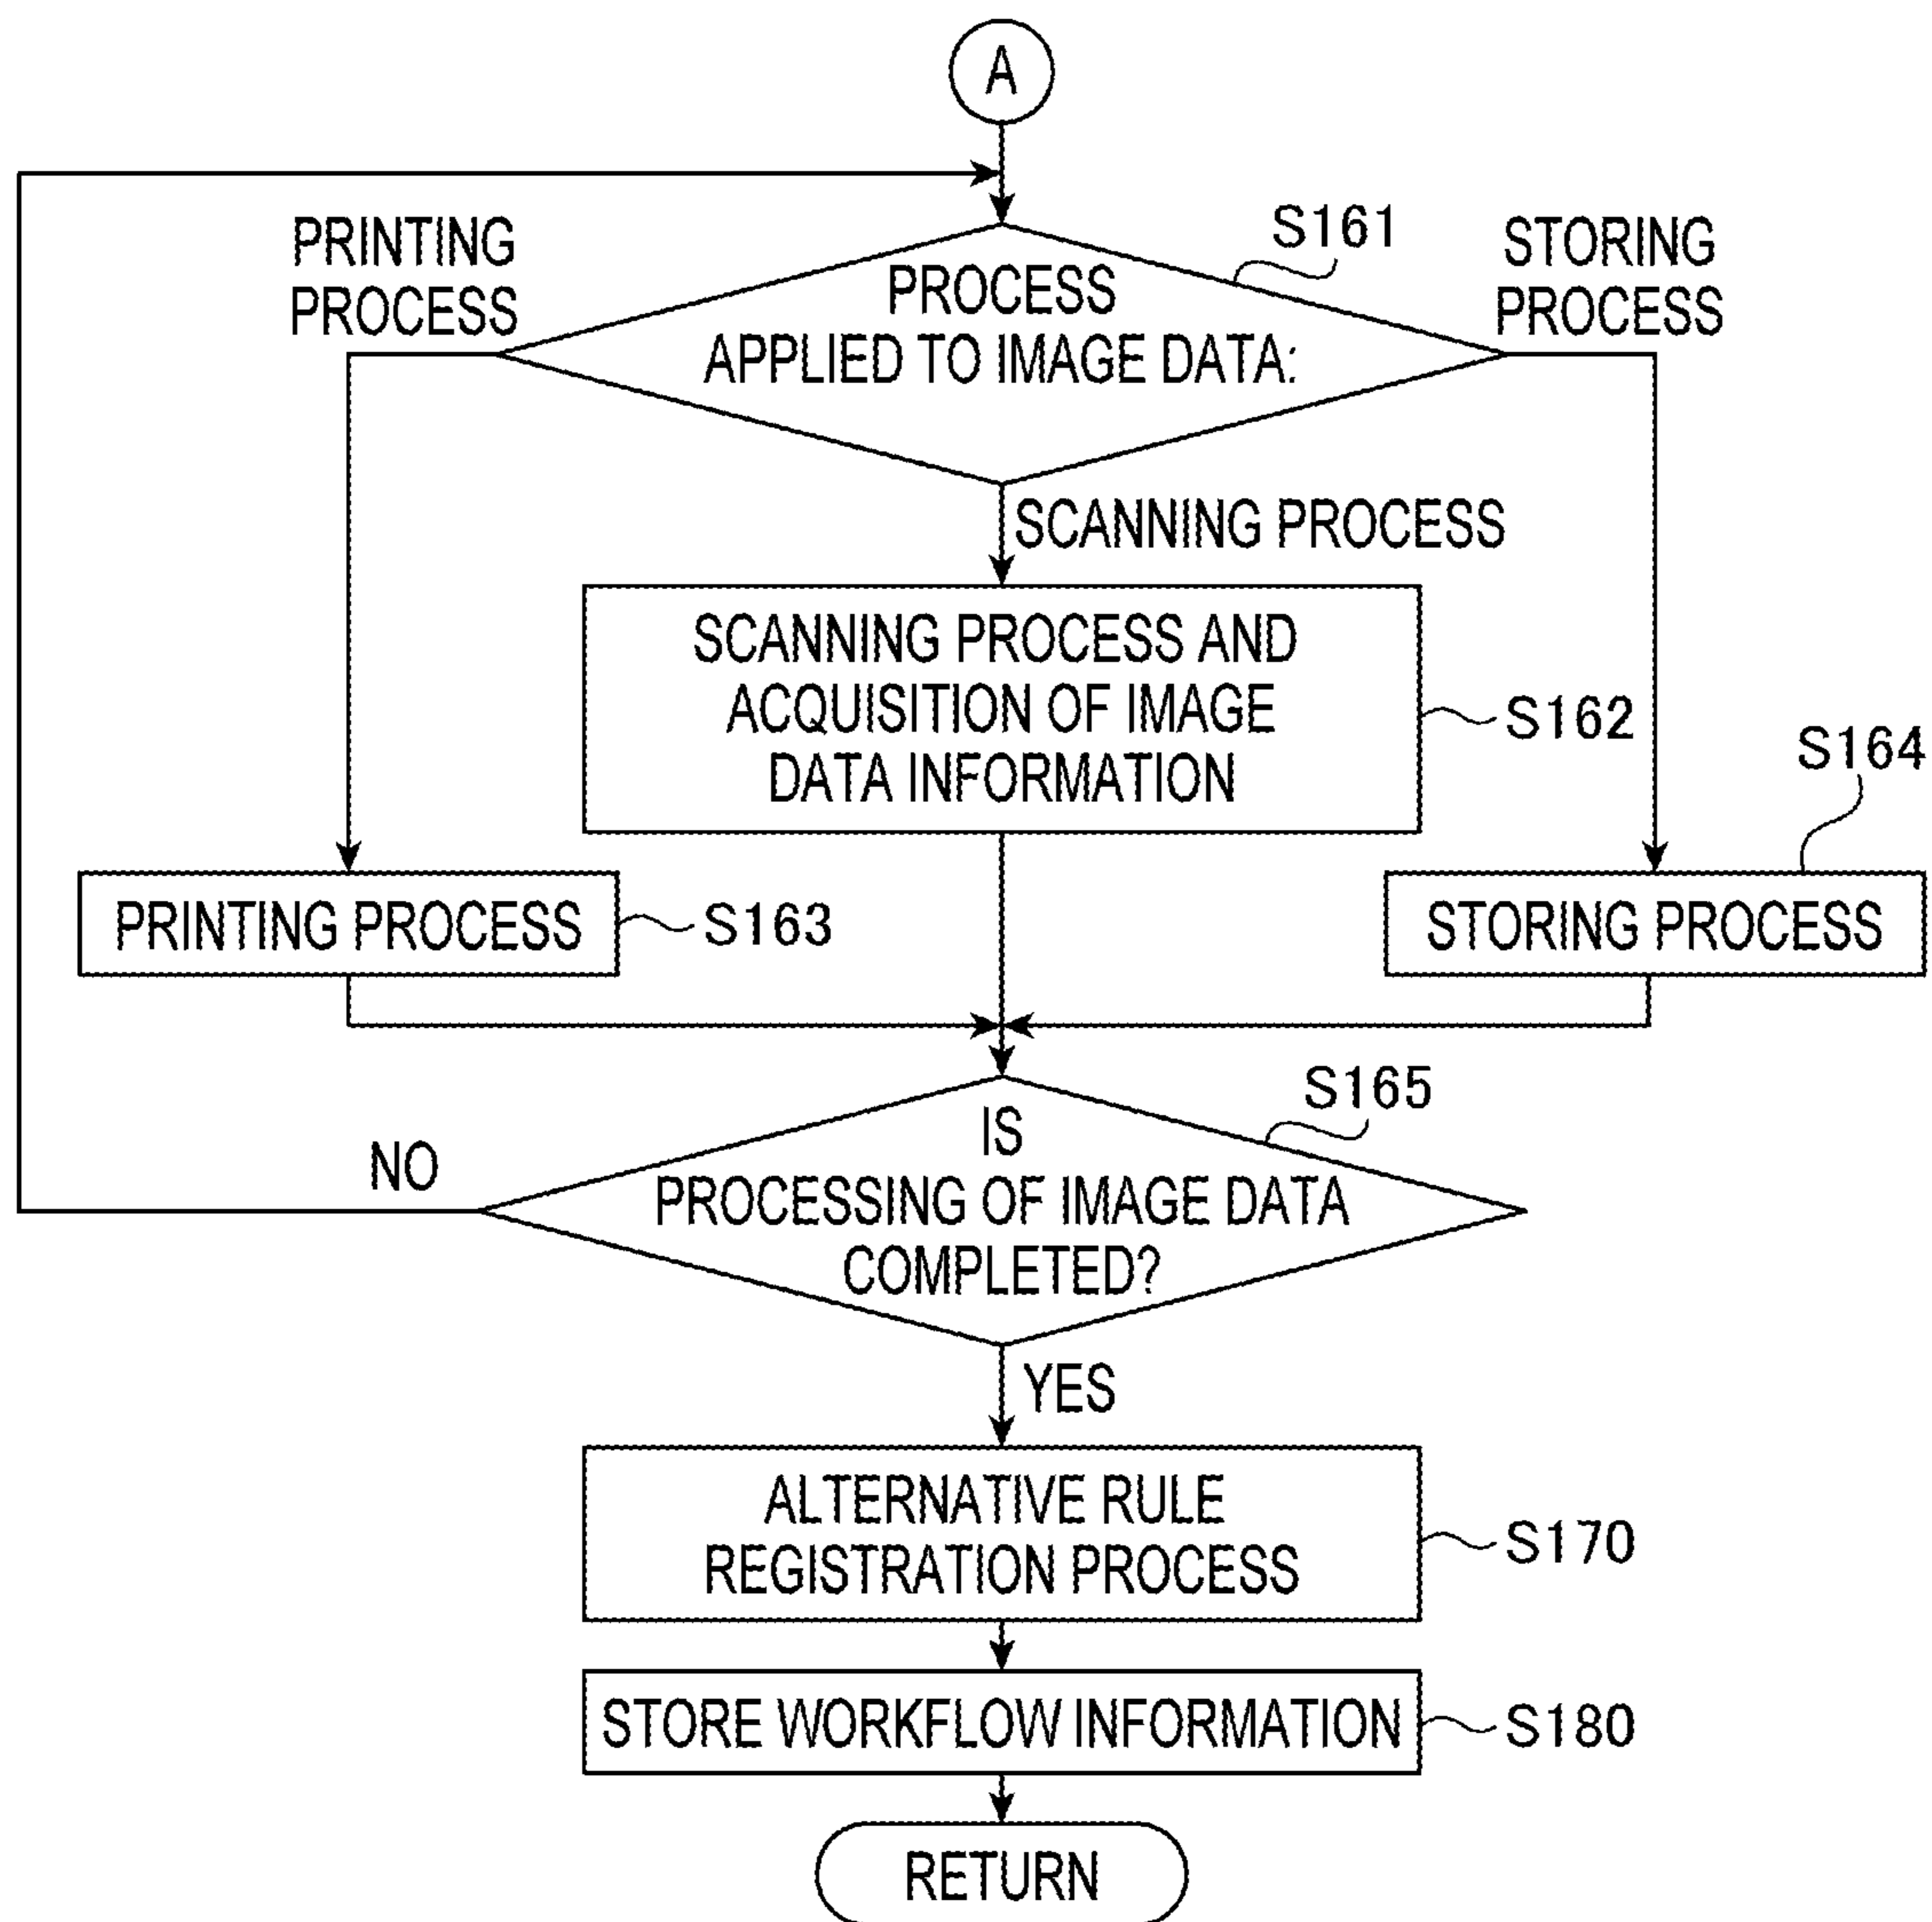 A
PRINTING
PROCESS
S161
STORING
PROCESS
PROCESS
APPLIED TO IMAGE DATA:
SCANNING PROCESS
SCANNING PROCESS AND
ACQUISITION OF IMAGE
DATA INFORMATION
S162
S164
PRINTING PROCESS
S163
STORING PROCESS
S165
IS
PROCESSING OF IMAGE DATA
COMPLETED?
NO
YES
ALTERNATIVE RULE
REGISTRATION PROCESS
S170
STORE WORKFLOW INFORMATION
S180
RETURN